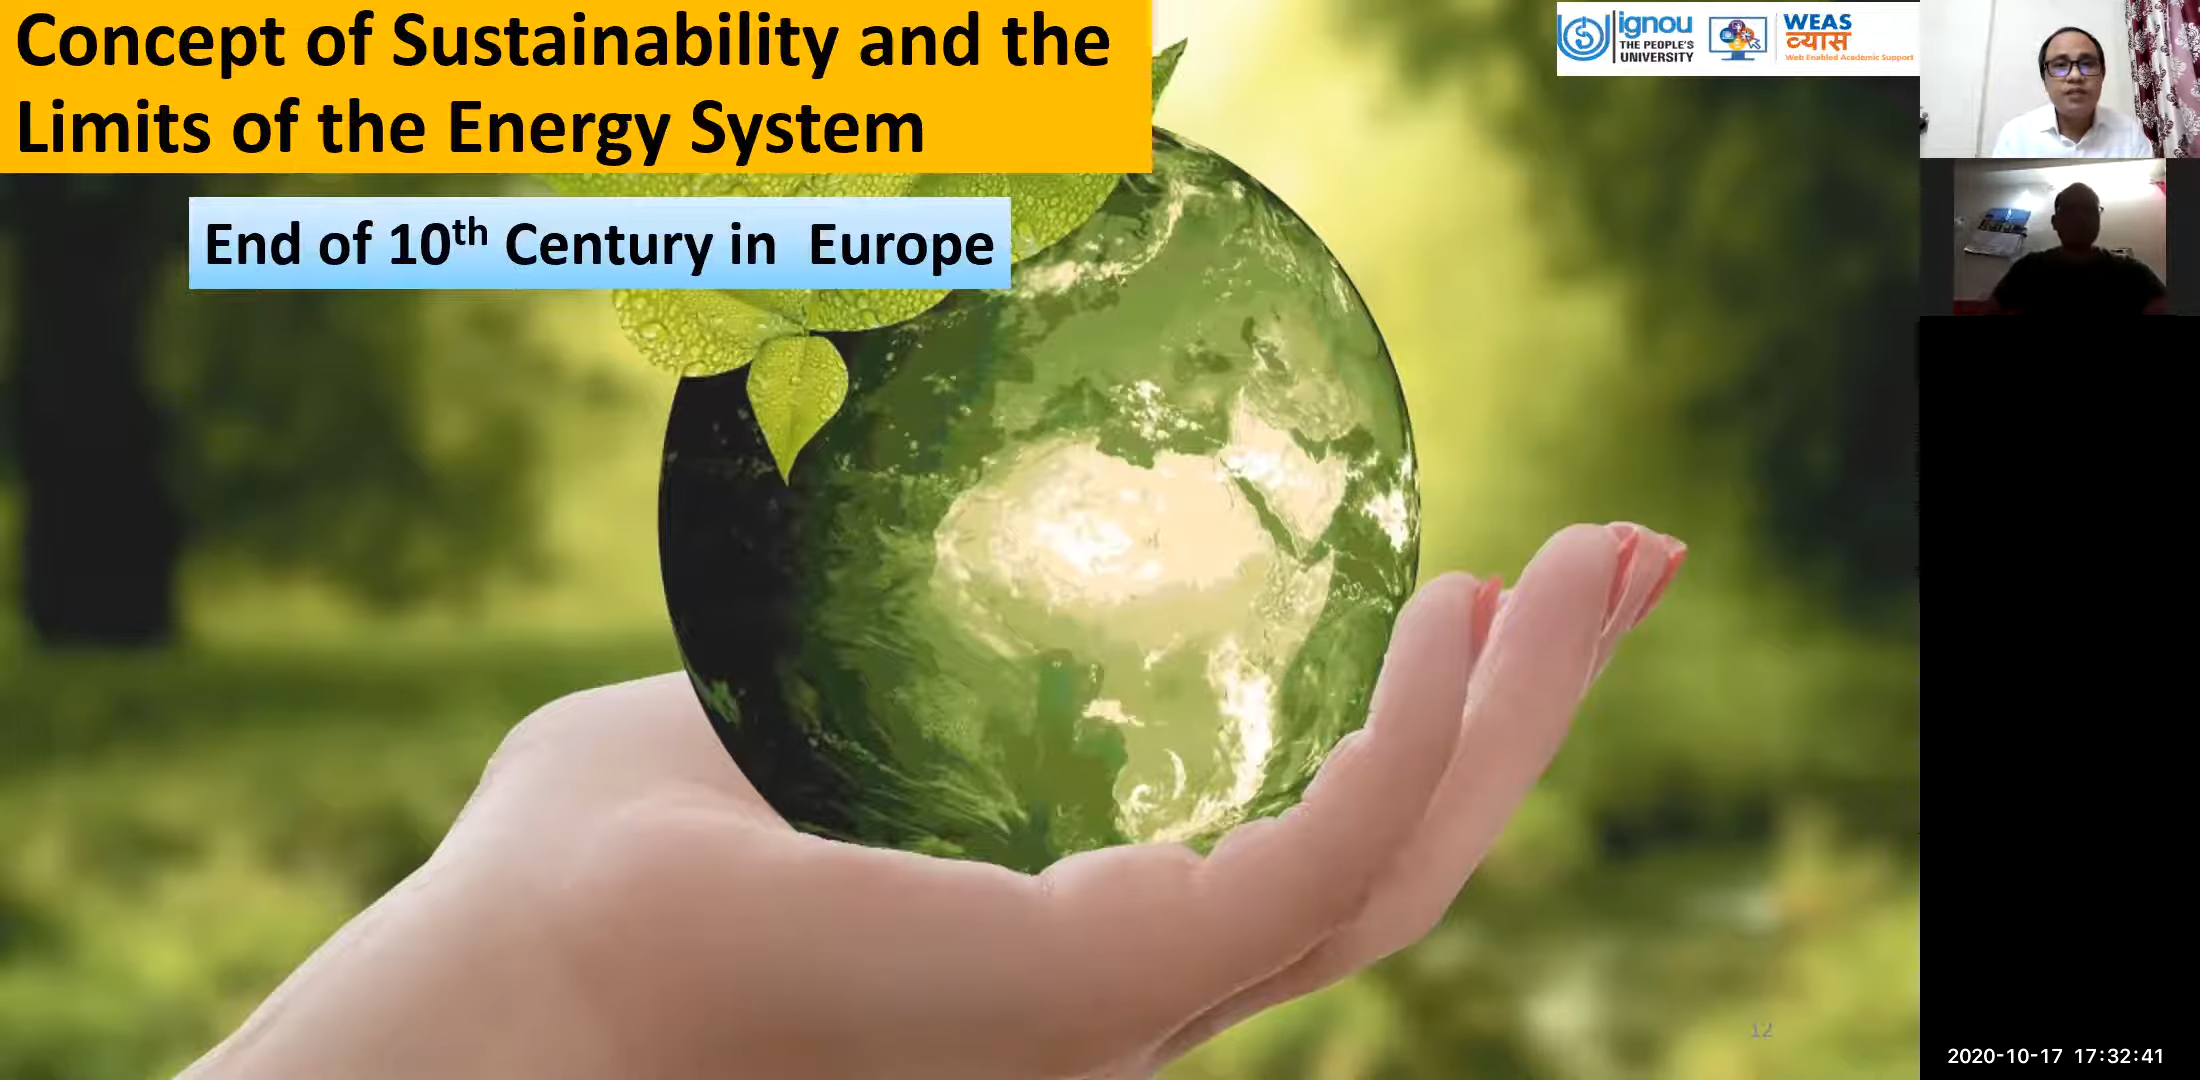 Concept of Sustainability and the
Limits of the Energy System
End of 10th Century in Europe
ignou
THE PEOPLE'S
UNIVERSITY
WEAS
व्यास
Web Enabled Academic Support
12
2020-10-17 17:32:41